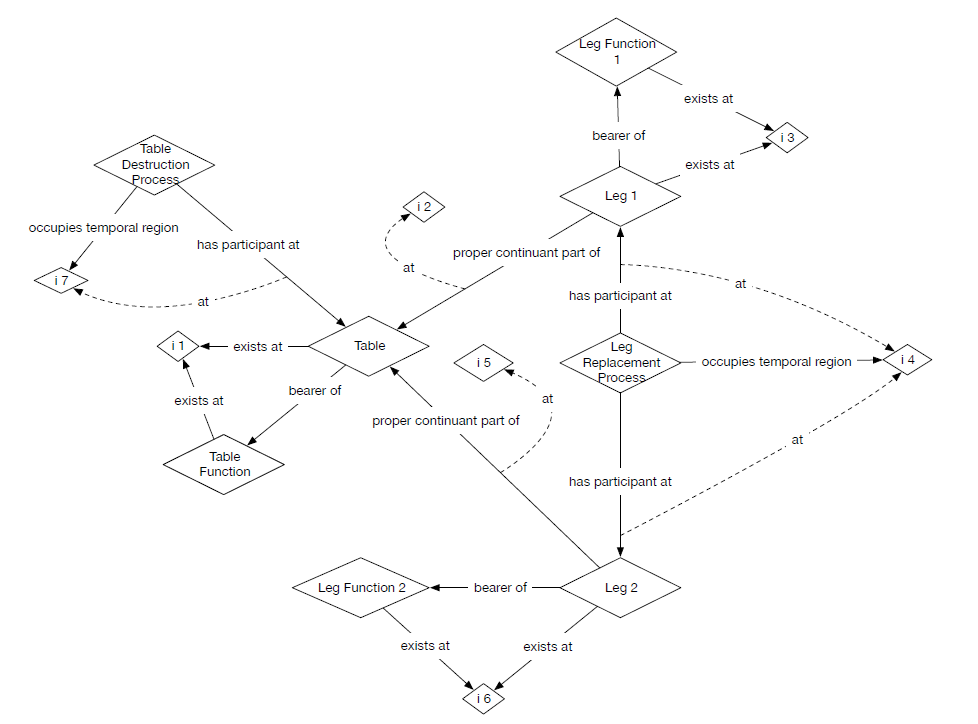 Leg Function
1
exists at
i 3
bearer of
Table
Destruction
Process
exists at
Leg 1
i 2
occupies temporal region
has participant at
proper continuant part of
at
i 7
at
has participant at
at
i 1
exists at
Table
i 5
Leg
Replacement
Process
occupies temporal region
i 4
exists at
bearer of
at
proper continuant part of
at
Table
Function
has participant at
Leg Function 2
bearer of
Leg 2
exists at
exists at
i 6